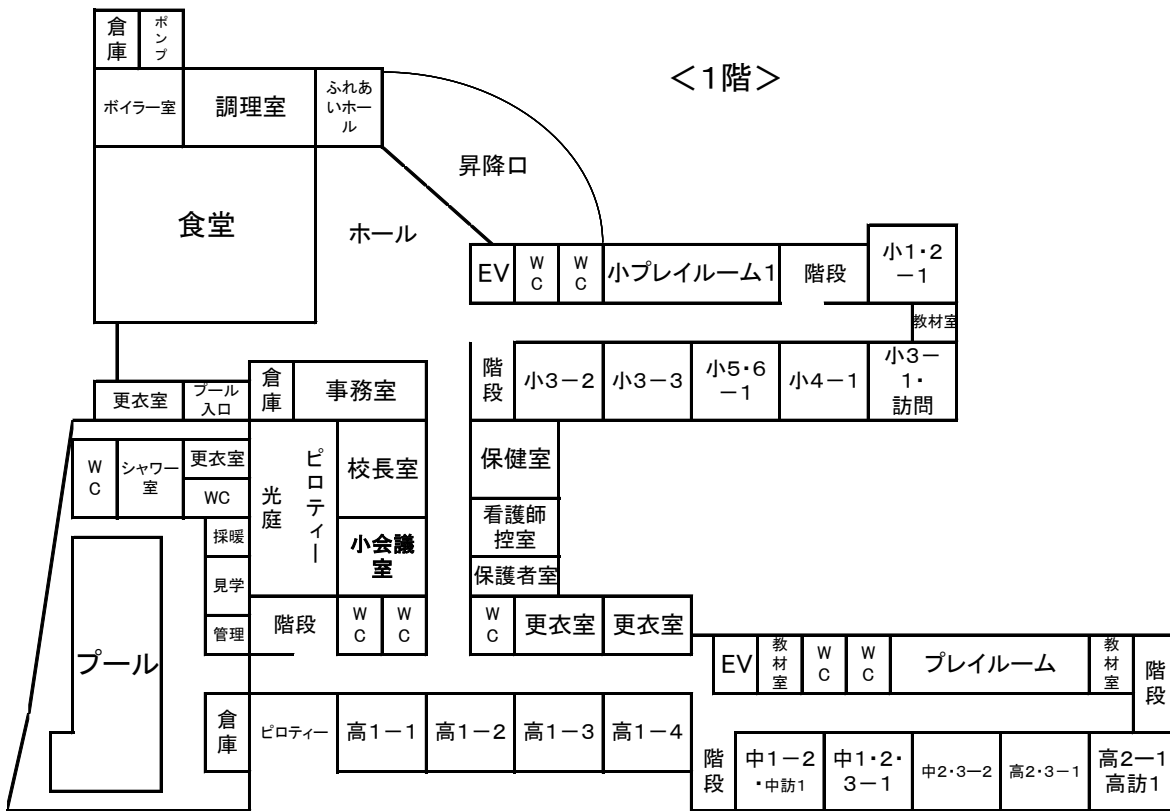 倉
庫
ポ
ン
プ
<1階>
ボイラー室
調理室
ふれあ
いホー
ル
昇降口
食堂
ホール
EV
W
C
W
C
小プレイルーム1
階段
小1・2
-1
教材室
階
段
小3-2
小3-3
小5・6
-1
小4-1
小3-
1・
訪問
更衣室
プール
入口
倉
庫
事務室
W
C
シャワー
室
更衣室
WC
光
庭
ピ
ロ
テ
ィ
ー
校長室
保健室
採暖
小会議
室
看護師
控室
見学
保護者室
管理
階段
W
C
W
C
W
C
更衣室
更衣室
プール
EV
教
材
室
W
C
W
C
プレイルーム
教
材
室
階
段
倉
庫
ピロティー
高1-1
高1-2
高1-3
高1-4
階
段
中1-2
・中訪1
中1・2・
3-1
中2・3-2
高2・3-1
高2-1
高訪1